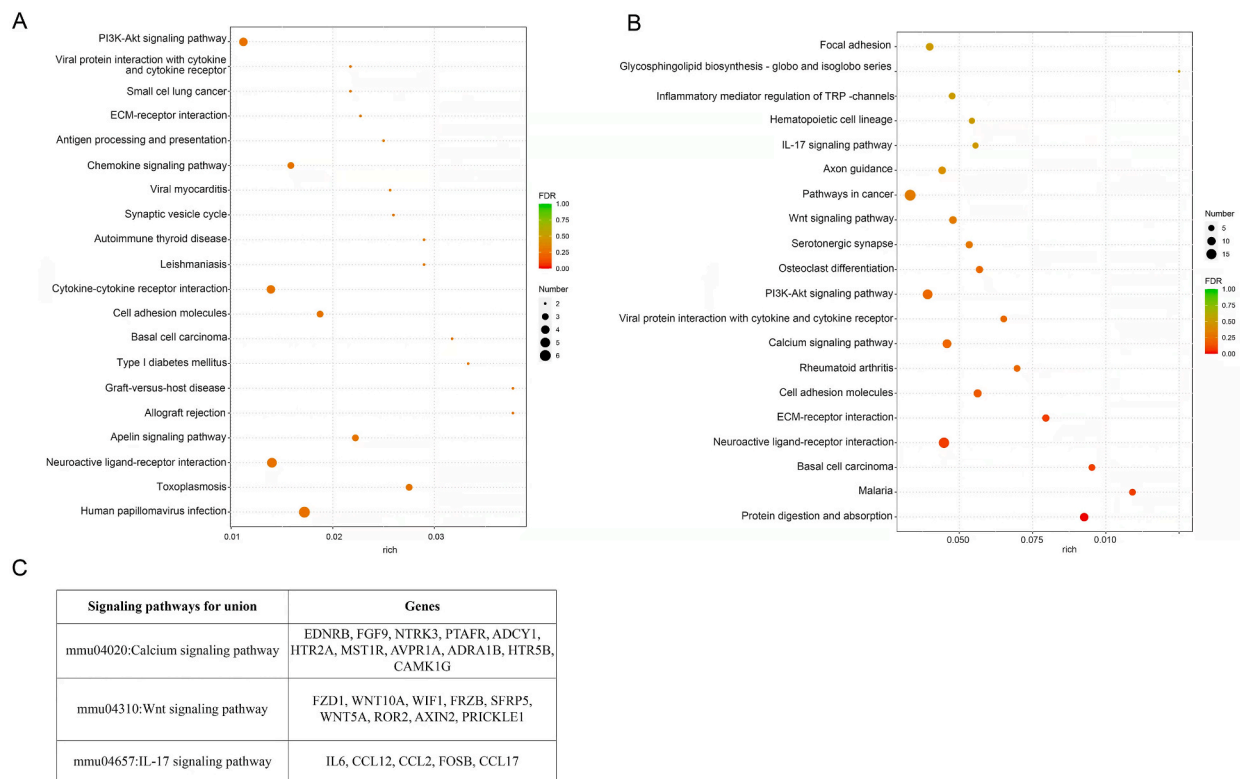 A
PI3K-Akt signaling pathway
Viral protein interaction with cytokine
and cytokine receptor
Small cel lung cancer
ECM-receptor interaction
Antigen processing and presentation
Chemokine signaling pathway
Viral myocarditis
Synaptic vesicle cycle
Autoimmune thyroid disease
Leishmaniasis
Cytokine-cytokine receptor interaction
Cell adhesion molecules
Basal cell carcinoma
Type I diabetes mellitus
Graft-versus-host disease
Allograft rejection
Apelin signaling pathway
Neuroactive ligand-receptor interaction
Toxoplasmosis
Human papillomavirus infection
0.01 0.02 0.03
rich
FDR
1.00
0.75
0.50
0.25
0.00
Number
2
3
4
5
6
B
Focal adhesion
Glycosphingolipid biosynthesis - globo and isoglobo series
Inflammatory mediator regulation of TRP -channels
Hematopoietic cell lineage
IL-17 signaling pathway
Axon guidance
Pathways in cancer
Wnt signaling pathway
Serotonergic synapse
Osteoclast differentiation
PI3K-Akt signaling pathway
Viral protein interaction with cytokine and cytokine receptor
Calcium signaling pathway
Rheumatoid arthritis
Cell adhesion molecules
ECM-receptor interaction
Neuroactive ligand-receptor interaction
Basal cell carcinoma
Malaria
Protein digestion and absorption
0.050 0.075 0.010
rich
Number
5
10
15
FDR
1.00
0.75
0.50
0.25
0.00
C
Signaling pathways for union Genes
mmu04020:Calcium signaling pathway
EDNRB, FGF9, NTRK3, PTAFR, ADCY1,
HTR2A, MST1R, AVPR1A, ADRA1B, HTR5B,
CAMK1G
mmu04310:Wnt signaling pathway
FZD1, WNT10A, WIF1, FRZB, SFRP5,
WNT5A, ROR2, AXIN2, PRICKLE1
mmu04657:IL-17 signaling pathway
IL6, CCL12, CCL2, FOSB, CCL17